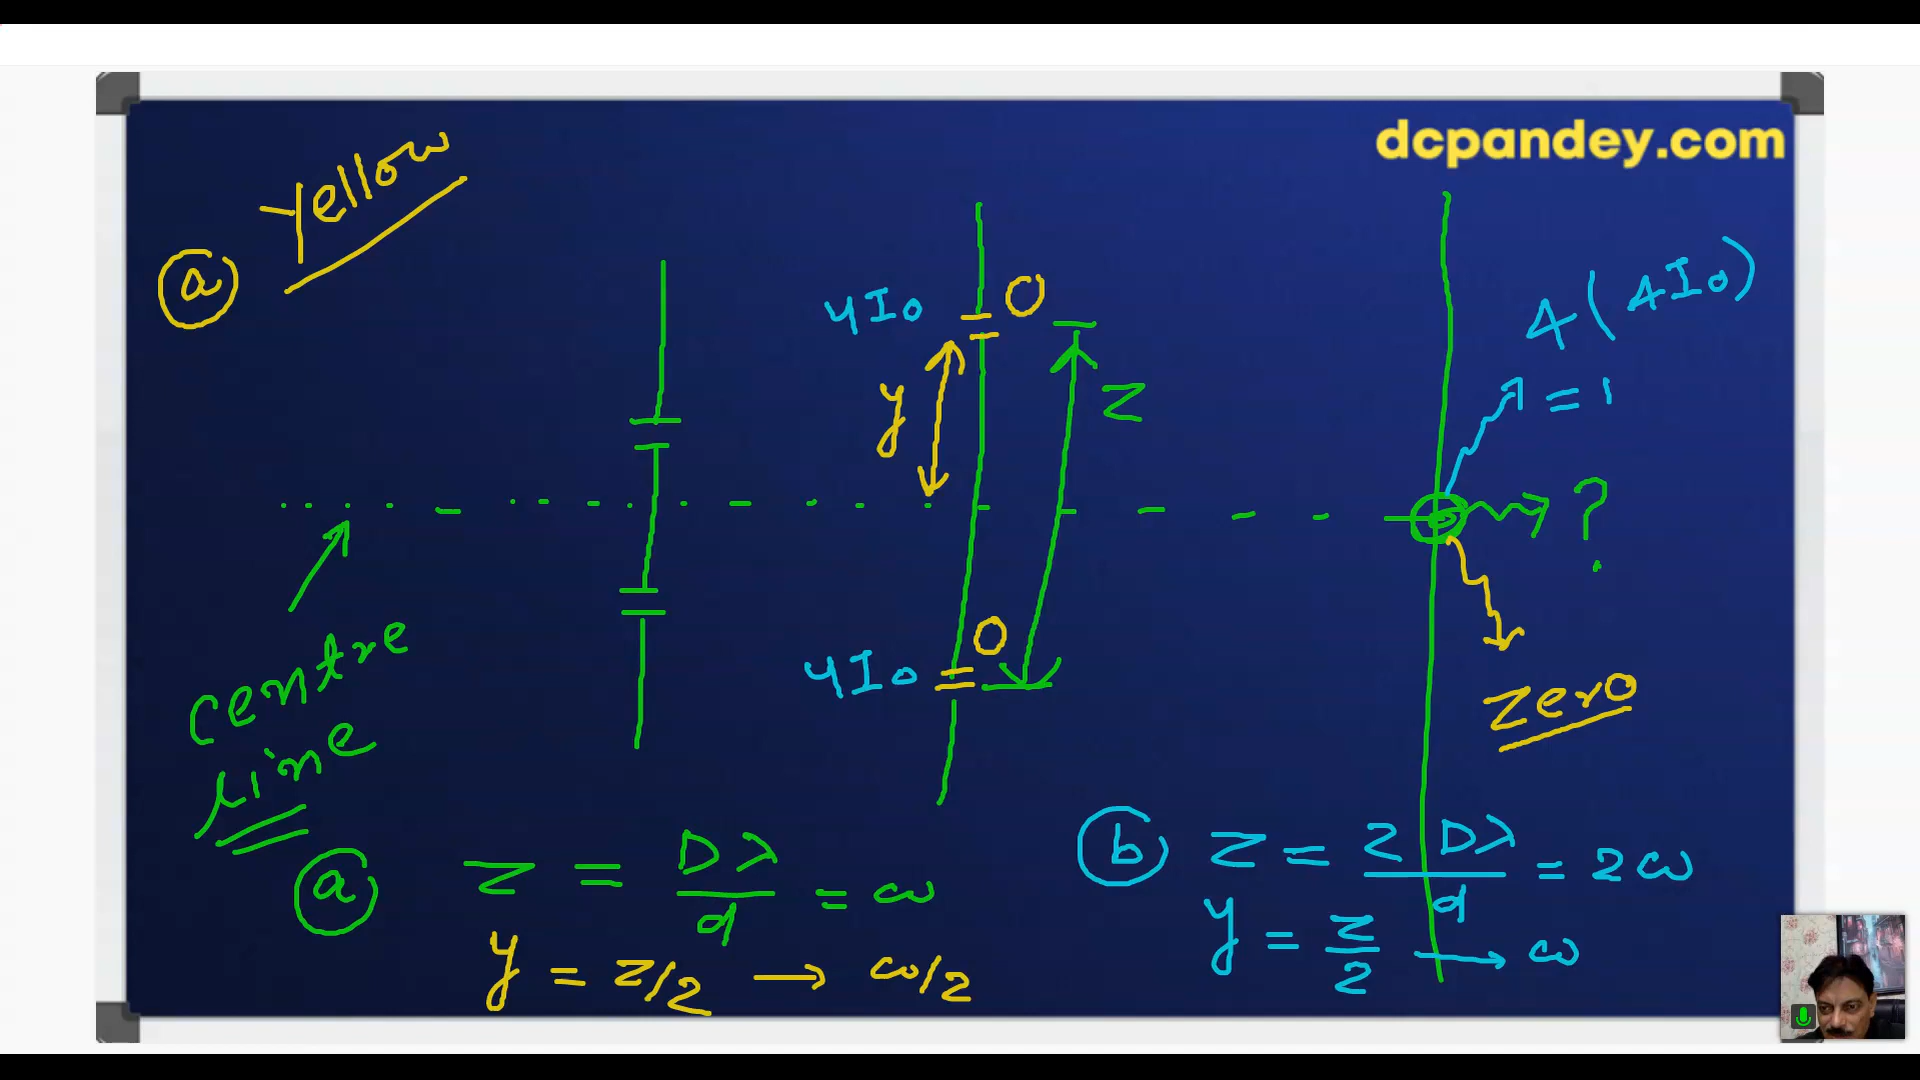 dcpandey.com
Yellow
(a)
4I0
O
4(4I0)
y
Z
= 1
?
centre
Line
4I0
O
zero
(a) Z = Dλ/d = ω
y = Z/2 → ω/2
(b) Z = 2Dλ/d = 2ω
y = Z/2 → ω